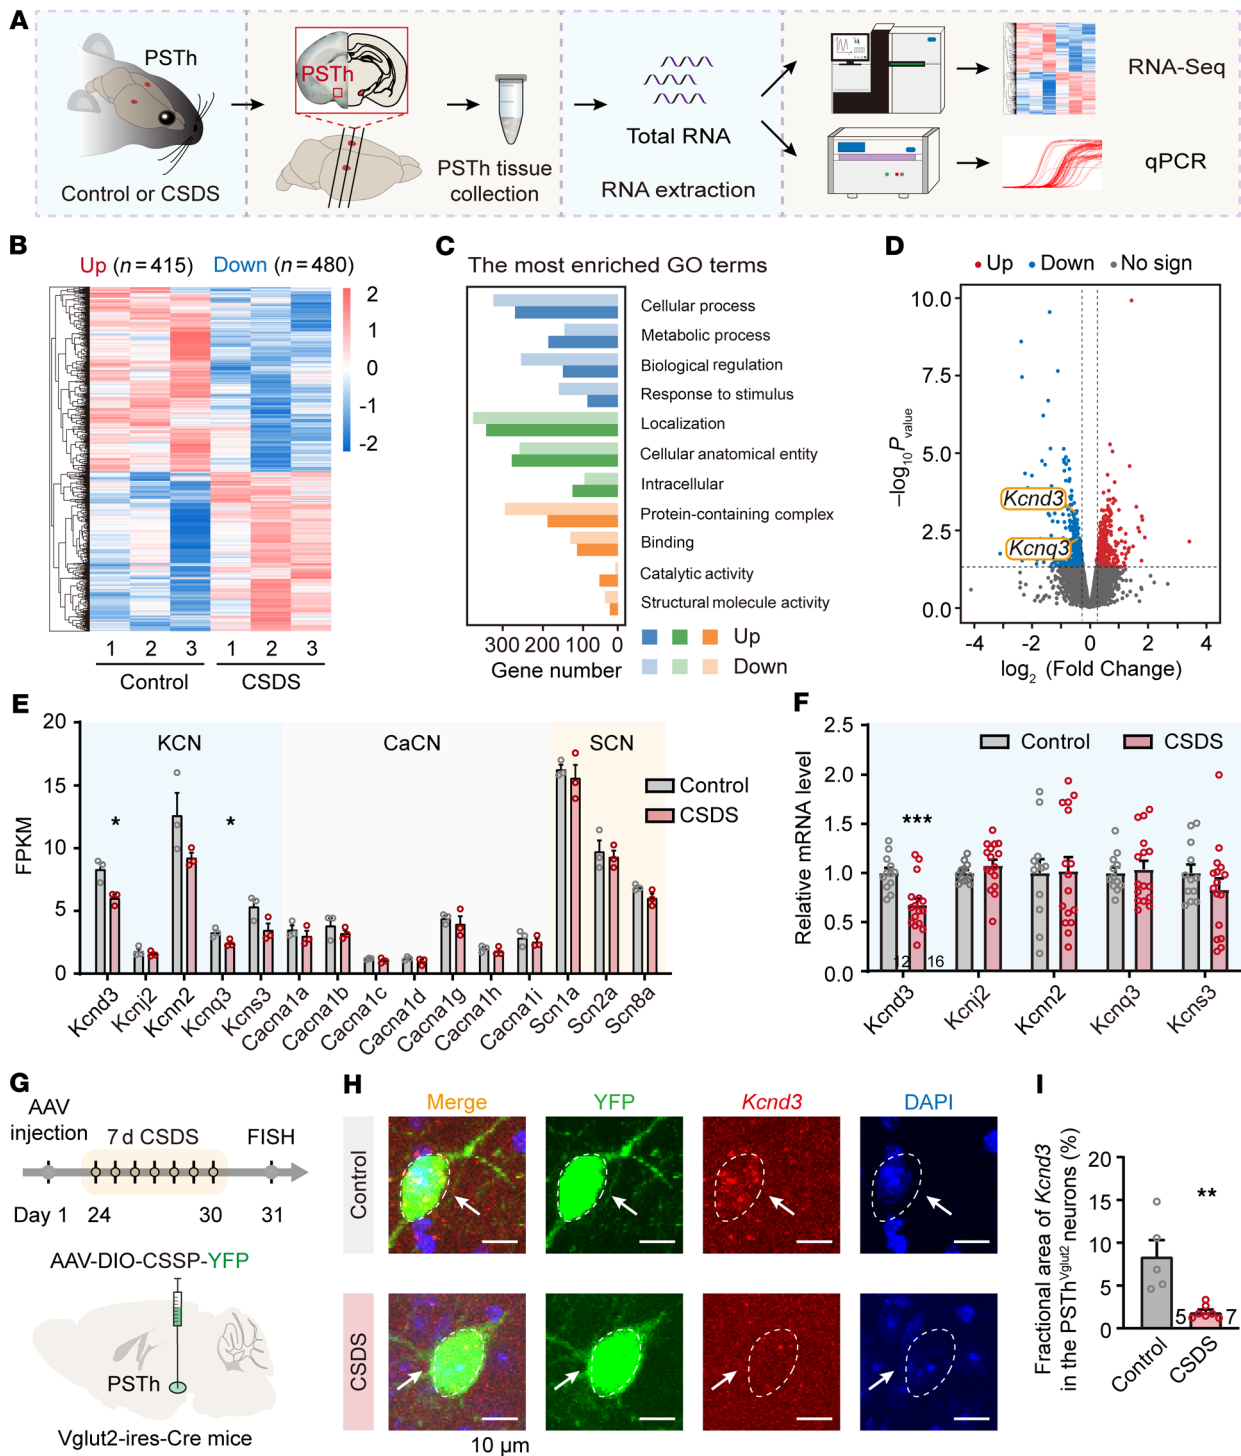 A
PSTh
Control or CSDS
PSTh
PSTh tissue
collection
Total RNA
RNA extraction
RNA-Seq
qPCR
B
Up (n=415) Down (n=480)
2
1
0
-1
-2
1 2 3 1 2 3
Control CSDS
C
The most enriched GO terms
Cellular process
Metabolic process
Biological regulation
Response to stimulus
Localization
Cellular anatomical entity
Intracellular
Protein-containing complex
Binding
Catalytic activity
Structural molecule activity
300 200 100 0
Gene number
Up
Down
D
Up Down No sign
10.0
7.5
5.0
2.5
0.0
–log10 Pvalue
Kcnd3
Kcnq3
-4 -2 0 2 4
log2 (Fold Change)
E
20
15
10
5
0
FPKM
KCN CaCN SCN
Control
CSDS
* *
Kcnd3 Kcnj2 Kcnn2 Kcnq3 Kcns3 Cacna1a Cacna1b Cacna1c Cacna1d Cacna1g Cacna1h Cacna1i Scn1a Scn2a Scn8a
F
2.5
2.0
1.5
1.0
0.5
0.0
Relative mRNA level
Control CSDS
***
12 16
Kcnd3 Kcnj2 Kcnn2 Kcnq3 Kcns3
G
AAV
injection 7 d CSDS FISH
Day 1 24 30 31
AAV-DIO-CSSP-YFP
PSTh
Vglut2-ires-Cre mice
H
Merge YFP Kcnd3 DAPI
Control
CSDS
10 μm
I
Fractional area of Kcnd3
in the PSThVglut2 neurons (%)
20
15
10
5
0
**
5 7
Control CSDS